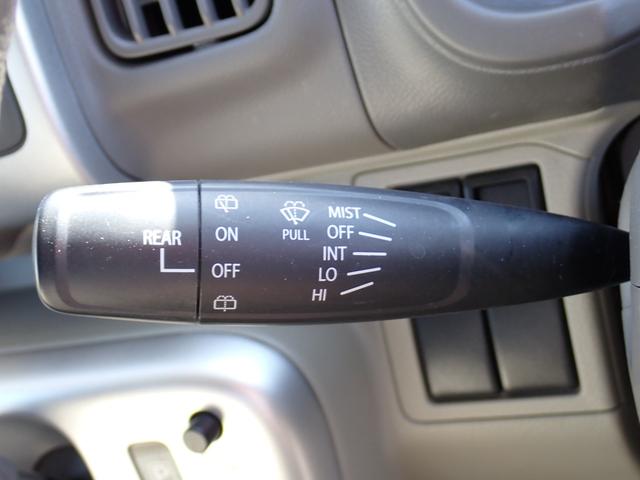 REAR
ON
OFF
PULL
MIST
OFF
INT
LO
HI